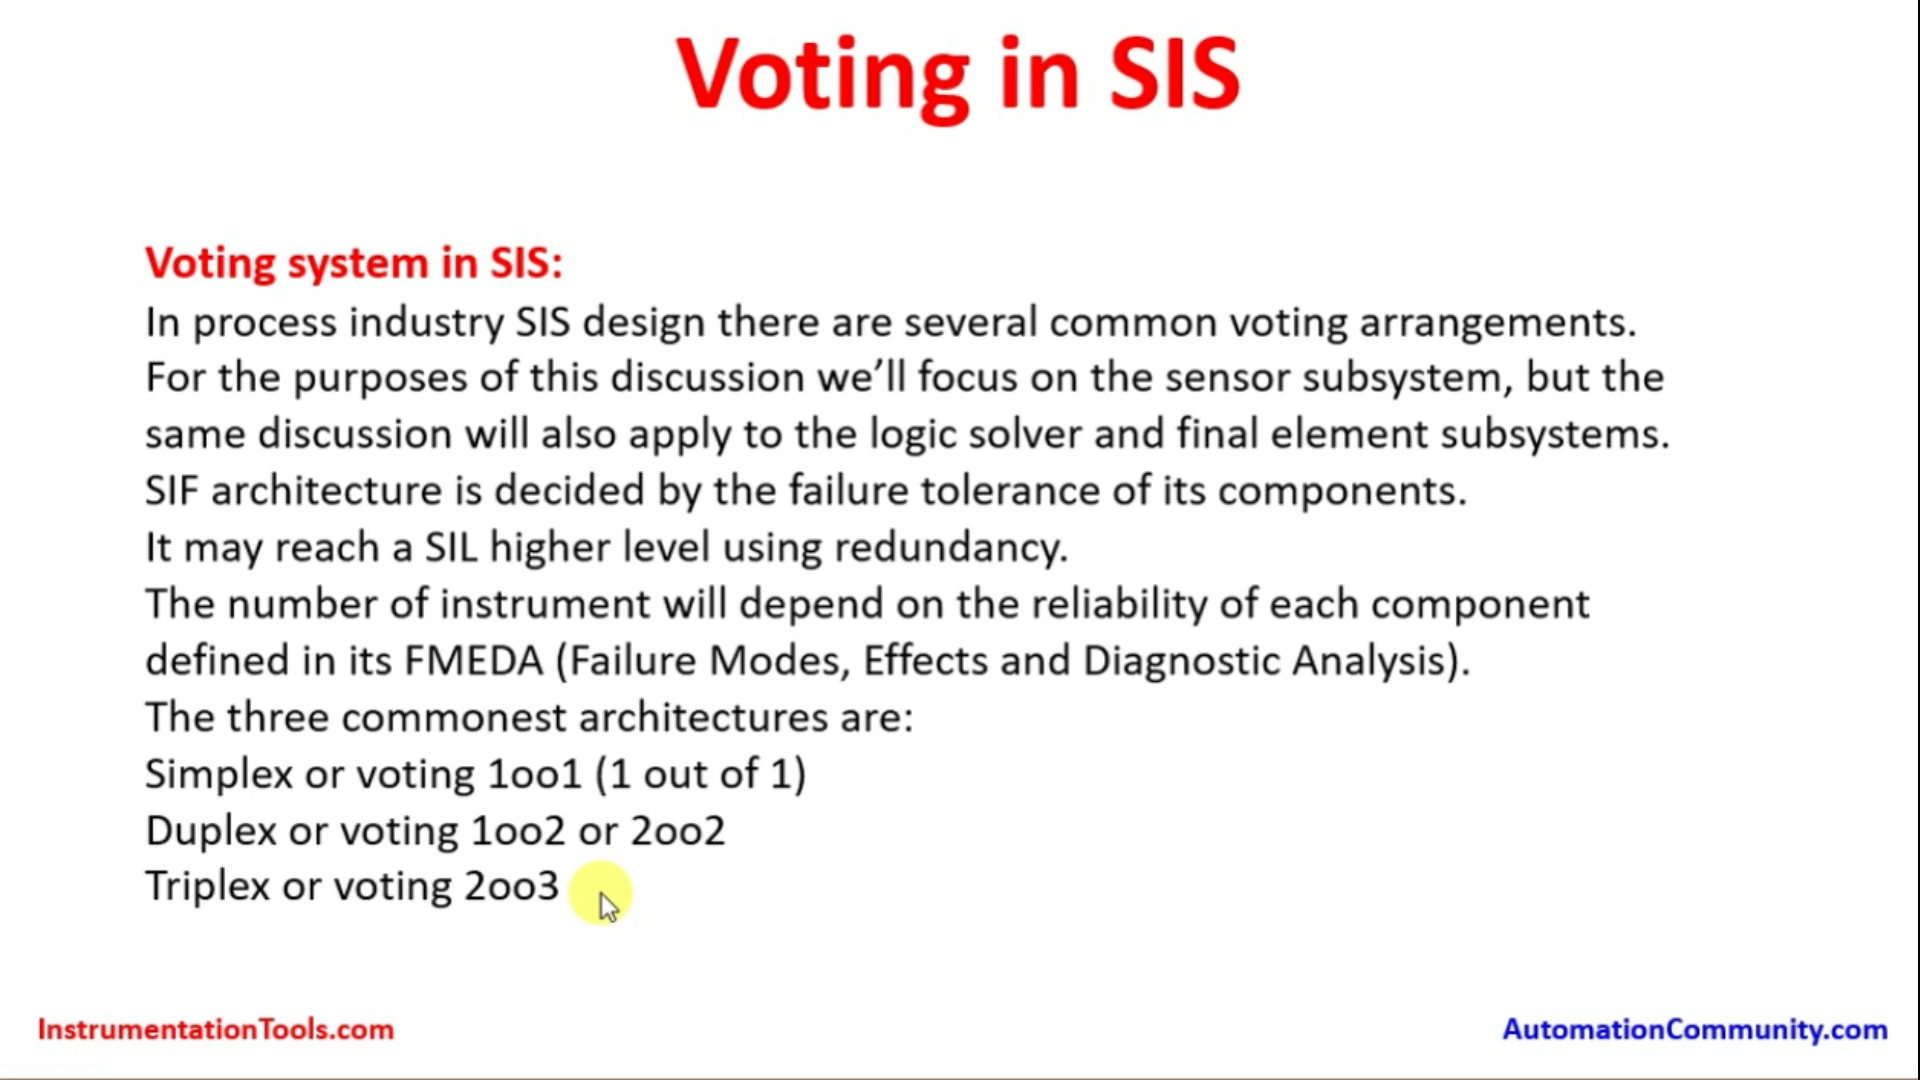 Voting in SIS
Voting system in SIS:
In process industry SIS design there are several common voting arrangements.
For the purposes of this discussion we’ll focus on the sensor subsystem, but the
same discussion will also apply to the logic solver and final element subsystems.
SIF architecture is decided by the failure tolerance of its components.
It may reach a SIL higher level using redundancy.
The number of instrument will depend on the reliability of each component
defined in its FMEDA (Failure Modes, Effects and Diagnostic Analysis).
The three commonest architectures are:
Simplex or voting 1oo1 (1 out of 1)
Duplex or voting 1oo2 or 2oo2
Triplex or voting 2oo3
InstrumentationTools.com
AutomationCommunity.com